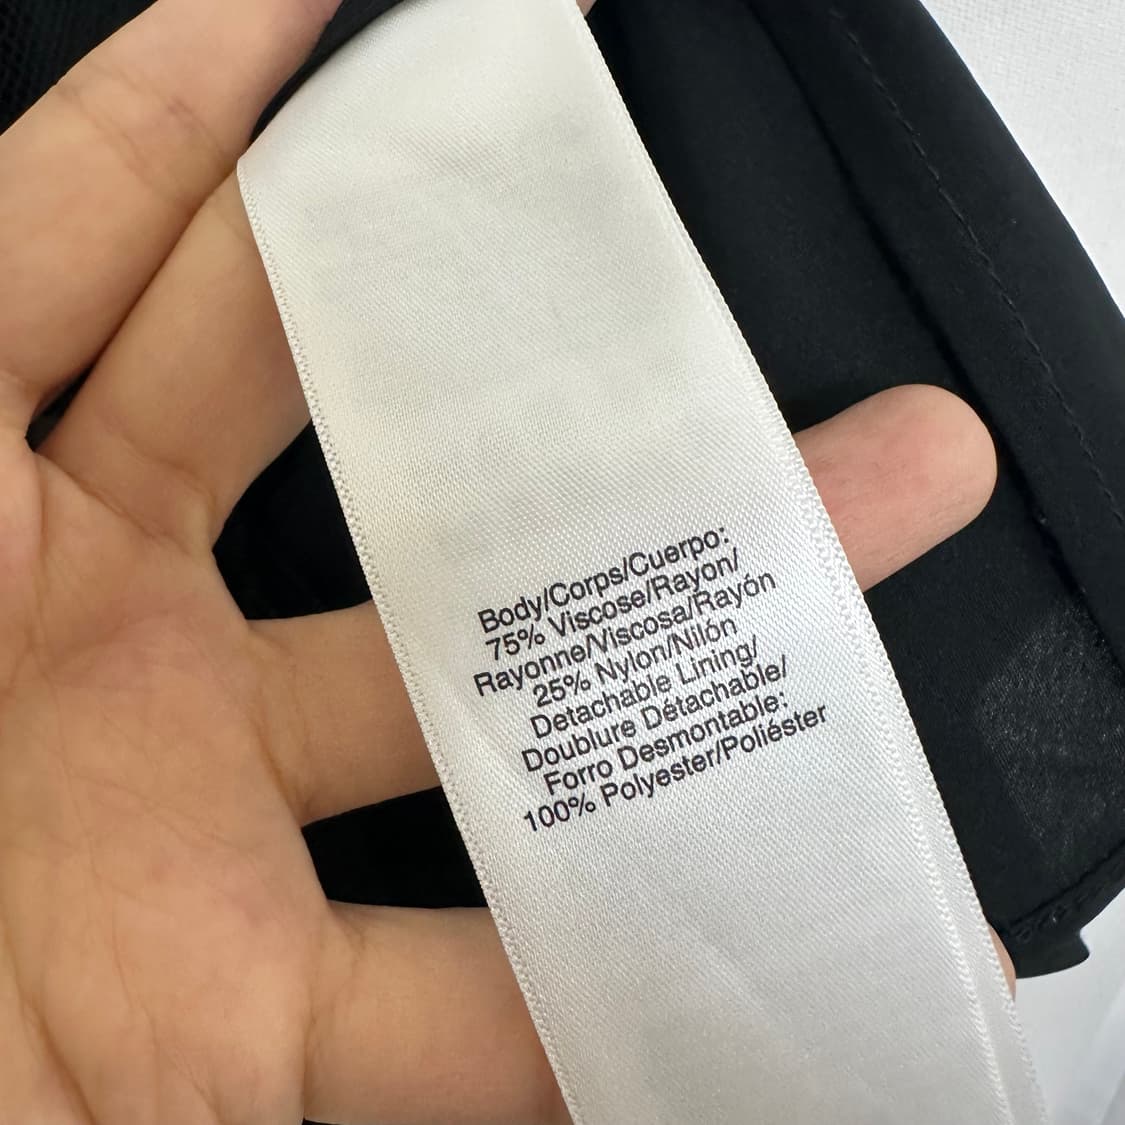 Body/Corps/Cuerpo:
75% Viscose/Rayon/
Rayonne/Viscosa/Rayón
25% Nylon/Nilón
Detachable Lining/
Doublure Détachable/
Forro Desmontable:
100% Polyester/Poliéster